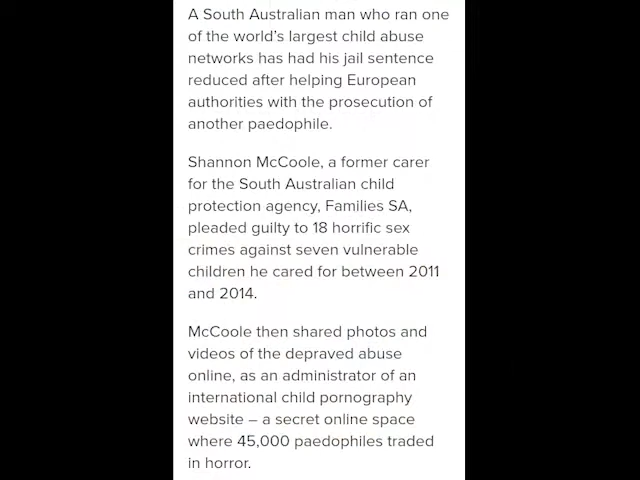 A South Australian man who ran one
of the world's largest child abuse
networks has had his jail sentence
reduced after helping European
authorities with the prosecution of
another paedophile.
Shannon McCoole, a former carer
for the South Australian child
protection agency, Families SA,
pleaded guilty to 18 horrific sex
crimes against seven vulnerable
children he cared for between 2011
and 2014.
McCoole then shared photos and
videos of the depraved abuse
online, as an administrator of an
international child pornography
website – a secret online space
where 45,000 paedophiles traded
in horror.